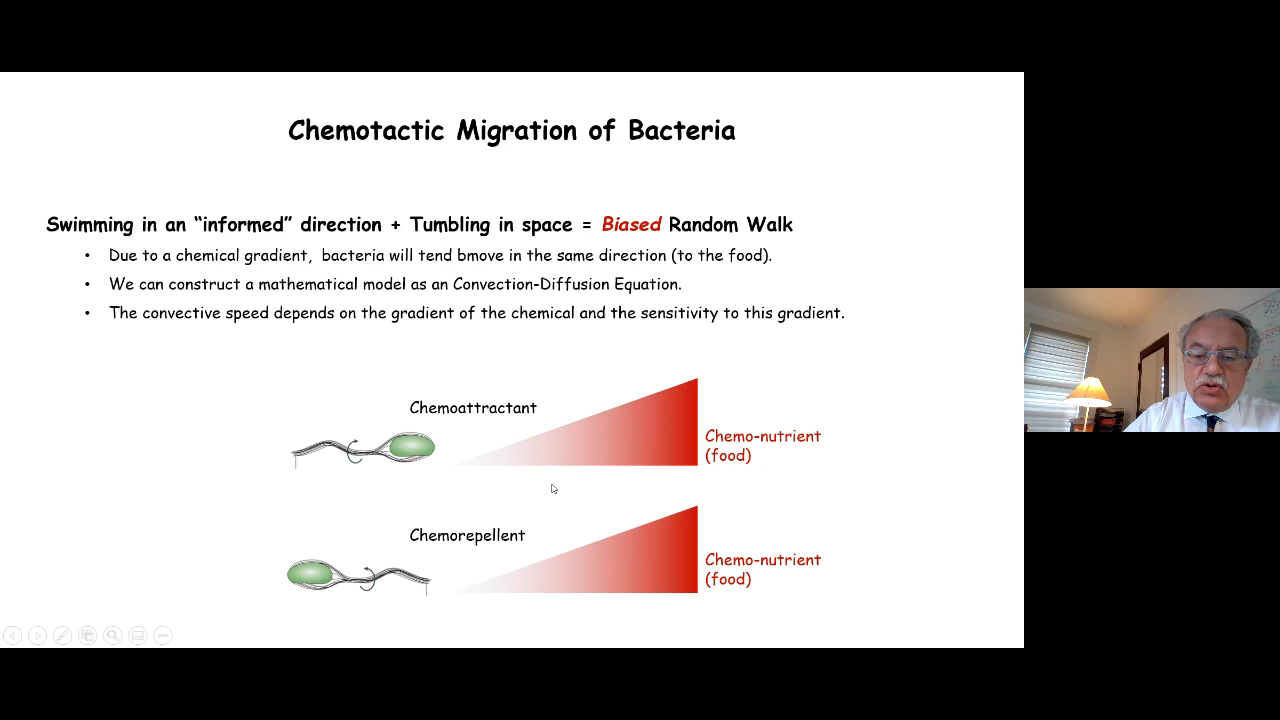 Chemotactic Migration of Bacteria
Swimming in an “informed” direction + Tumbling in space = Biased Random Walk
• Due to a chemical gradient, bacteria will tend bmove in the same direction (to the food).
• We can construct a mathematical model as an Convection-Diffusion Equation.
• The convective speed depends on the gradient of the chemical and the sensitivity to this gradient.
Chemoattractant
Chemo-nutrient
(food)
Chemorepellent
Chemo-nutrient
(food)